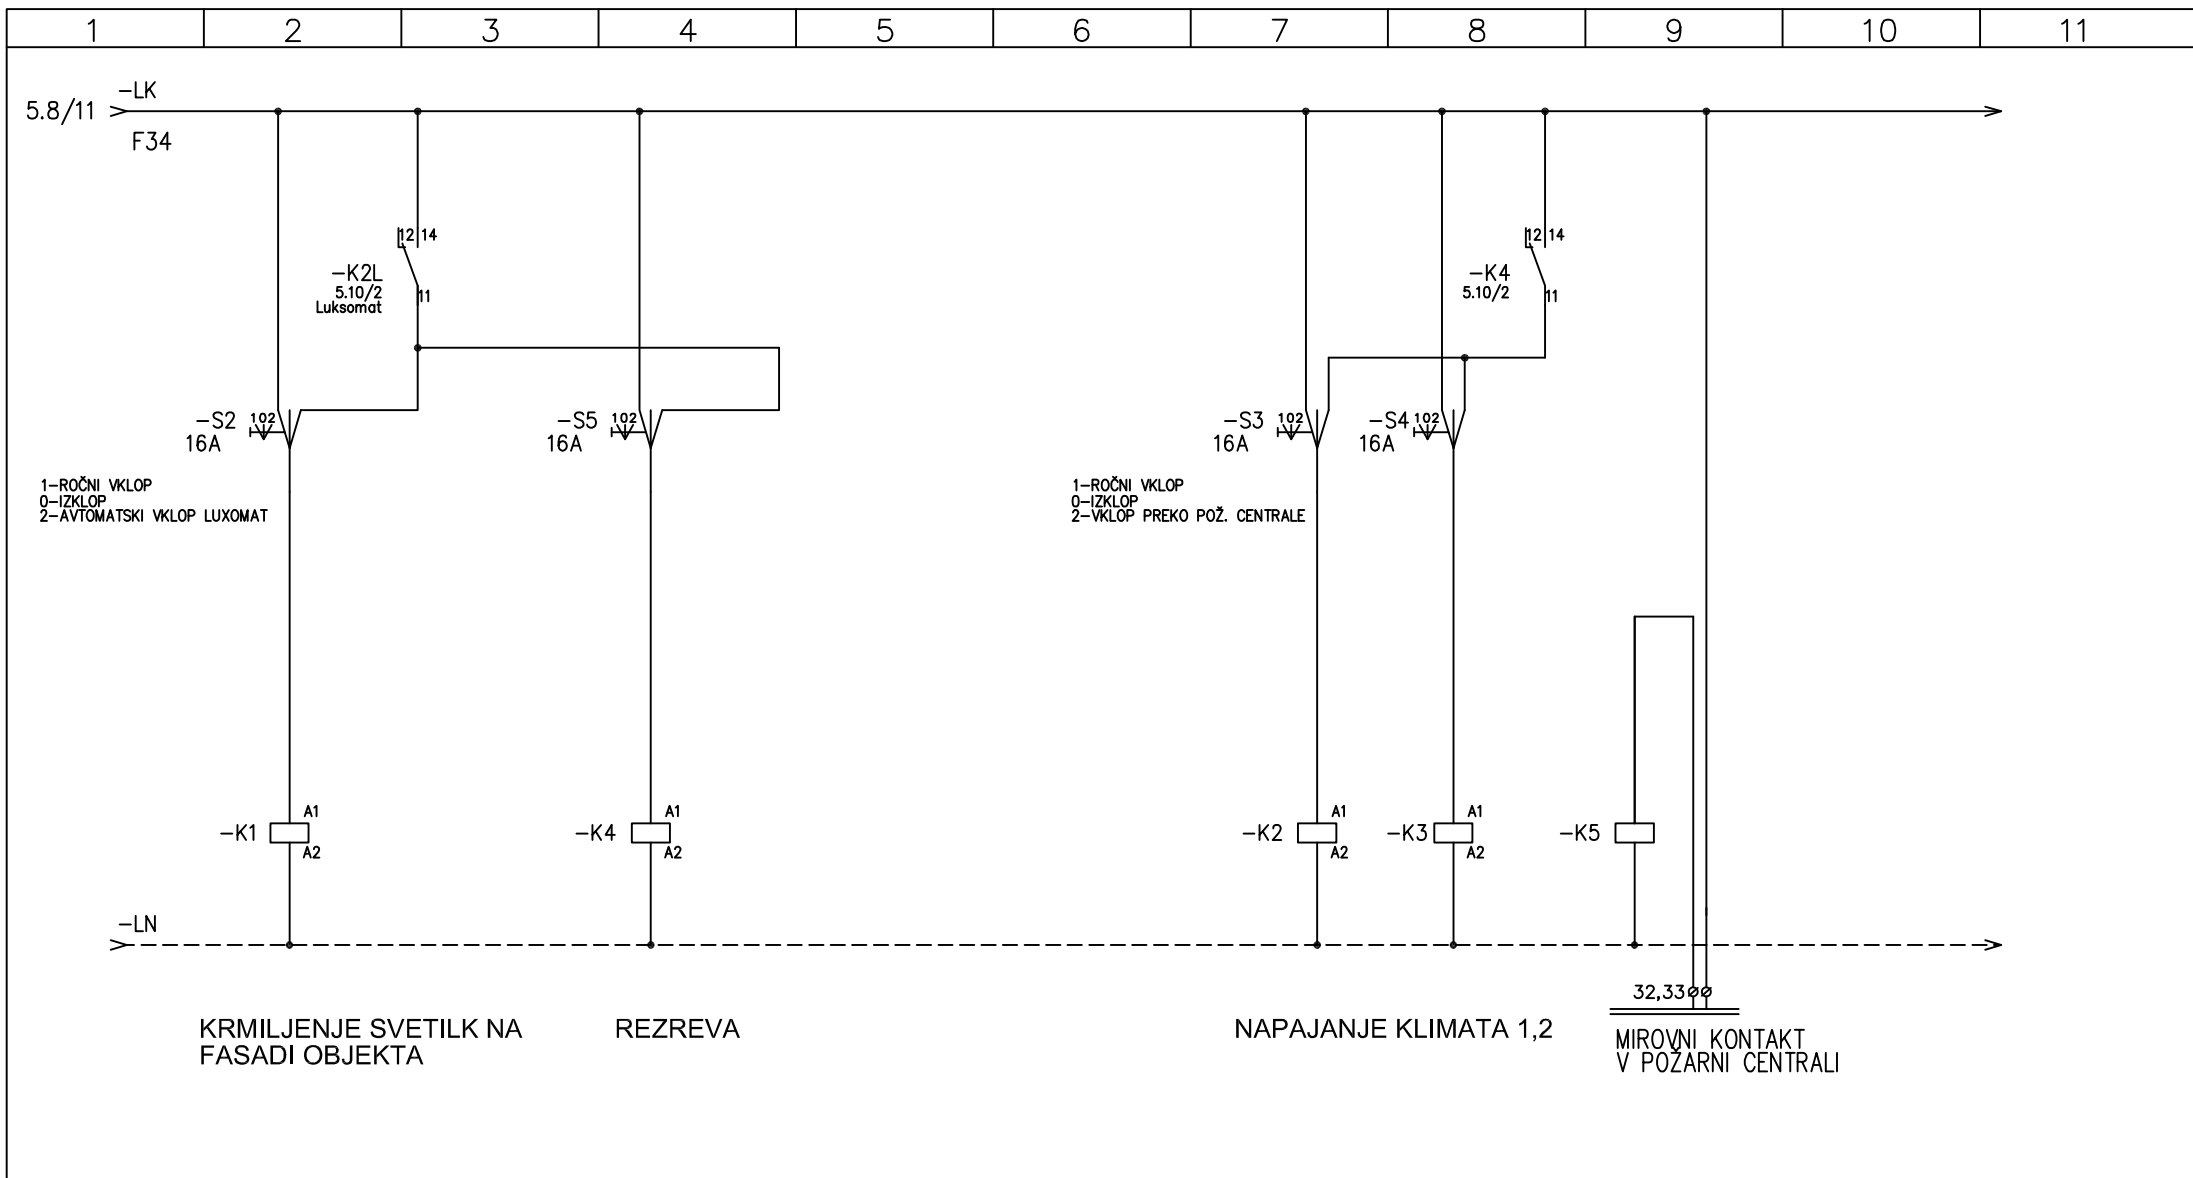 1 2 3 4 5 6 7 8 9 10 11
-LK
5.8/11
F34
12 14
-K2L
5.10/2
Luksomat
11
12 14
-K4
5.10/2
11
-S2 102
16A
-S5 102
16A
-S3 102
16A
-S4 102
16A
1-ROČNI VKLOP
0-IZKLOP
2-AVTOMATSKI VKLOP LUXOMAT
1-ROČNI VKLOP
0-IZKLOP
2-VKLOP PREKO POŽ. CENTRALE
A1
-K1
A2
A1
-K4
A2
A1
-K2
A2
A1
-K3
A2
-K5
-LN
32,33
KRMILJENJE SVETILK NA
FASADI OBJEKTA
REZREVA
NAPAJANJE KLIMATA 1,2
MIROVNI KONTAKT
V POŽARNI CENTRALI